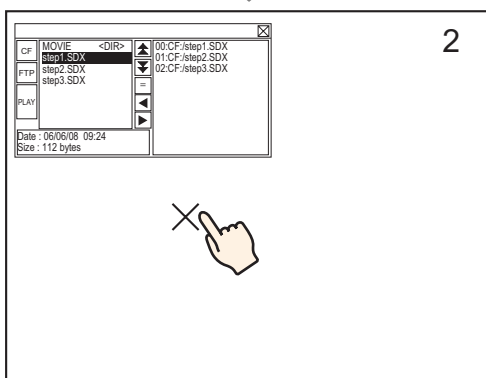 2
CF
FTP
PLAY
MOVIE <DIR>
step1.SDX
step2.SDX
step3.SDX
=
00:CF:/step1.SDX
01:CF:/step2.SDX
02:CF:/step3.SDX
Date : 06/06/08 09:24
Size : 112 bytes